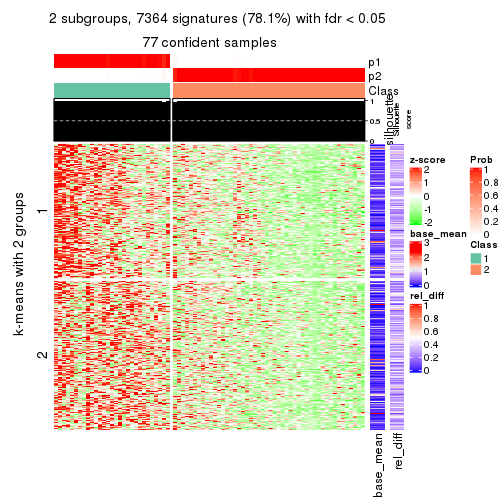 2 subgroups, 7364 signatures (78.1%) with fdr < 0.05
77 confident samples
p1
p2
Class
silhouette
Silhouette
score
1
0.5
0
k-means with 2 groups
1
2
base_mean
rel_diff
z-score
2
1
0
-1
-2
base_mean
3
2
1
0
rel_diff
1
0.8
0.6
0.4
0.2
0
Prob
1
0.8
0.6
0.4
0.2
0
Class
1
2